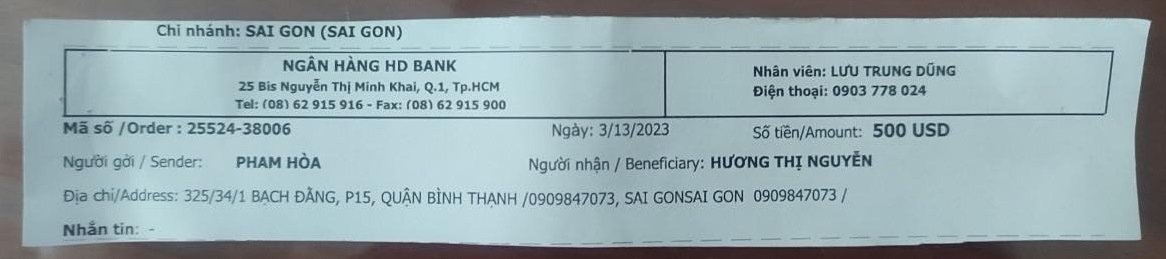 Chi nhánh: SAI GON (SAI GON)
NGÂN HÀNG HD BANK
25 Bis Nguyễn Thị Minh Khai, Q.1, Tp.HCM
Tel: (08) 62 915 916 - Fax: (08) 62 915 900
Nhân viên: LƯU TRUNG DŨNG
Điện thoại: 0903 778 024
Mã số /Order : 25524-38006 Ngày: 3/13/2023 Số tiền/Amount: 500 USD
Người gởi / Sender: PHAM HÒA Người nhận / Beneficiary: HƯƠNG THỊ NGUYỄN
Địa chỉ/Address: 325/34/1 BẠCH ĐẰNG, P15, QUẬN BÌNH THẠNH /0909847073, SAI GONSAI GON 0909847073 /
Nhắn tin: -